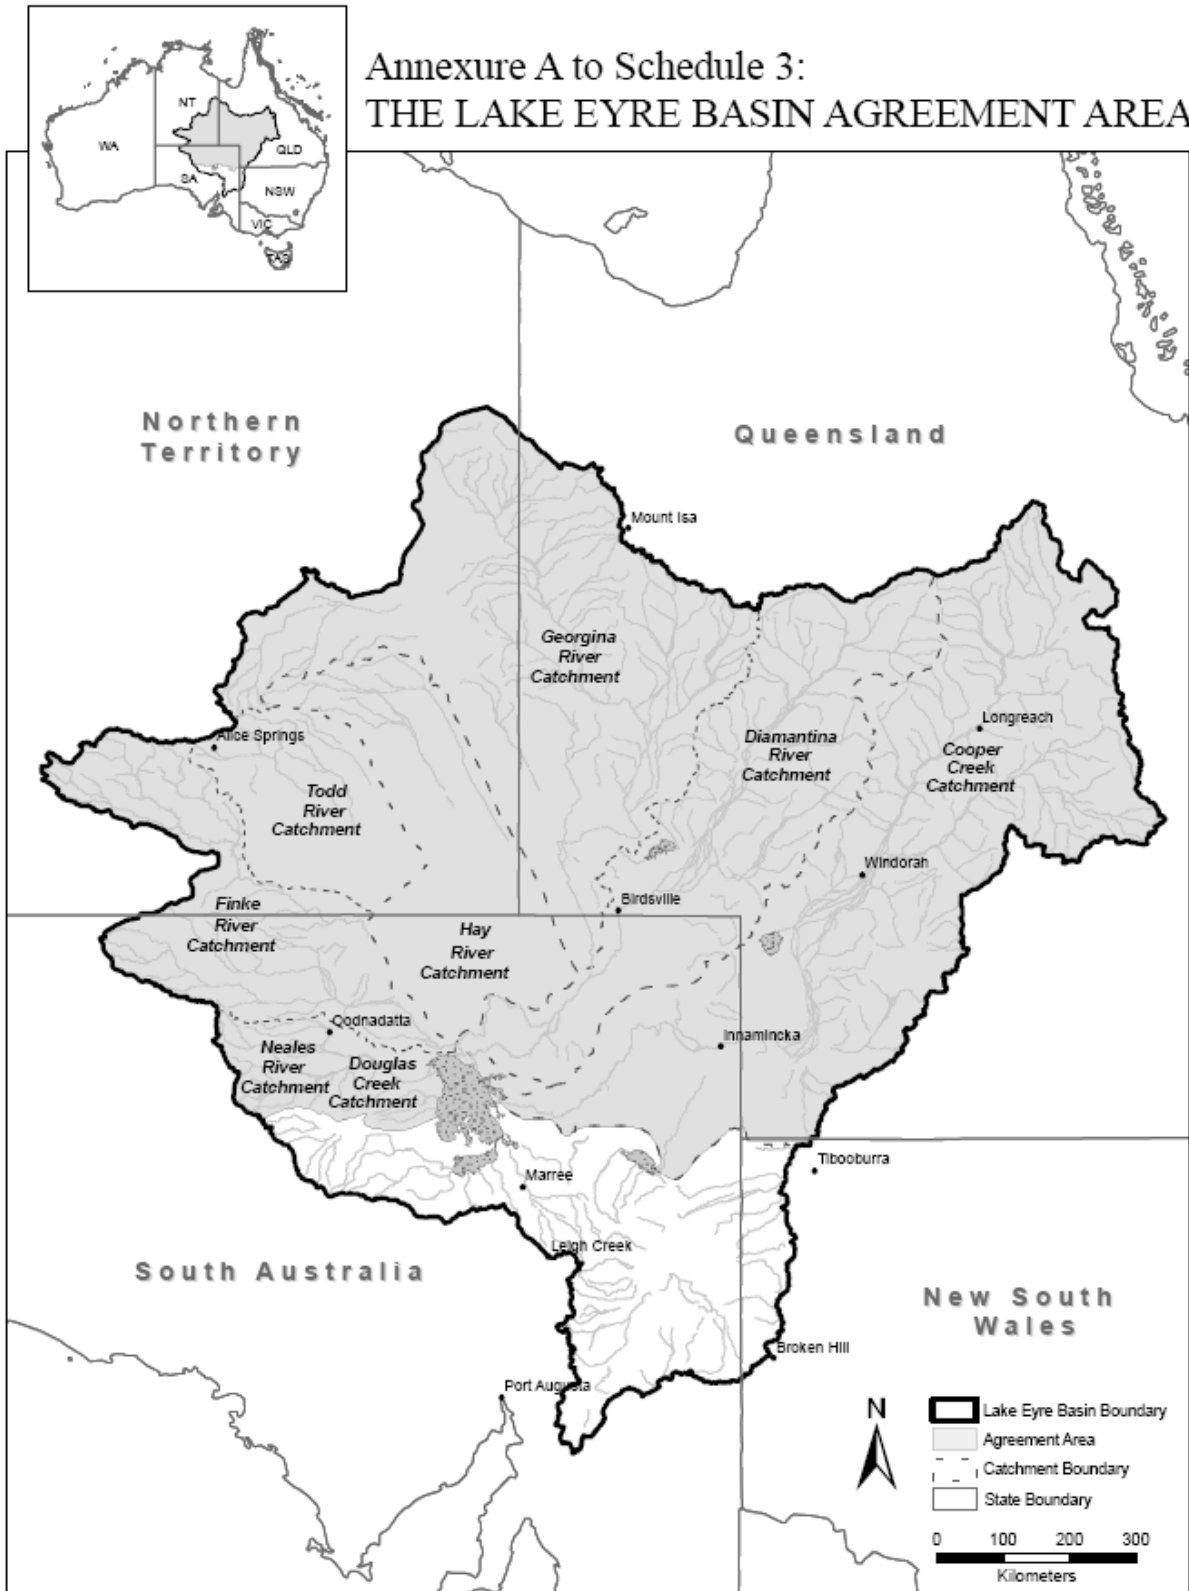 Annexure A to Schedule 3:
THE LAKE EYRE BASIN AGREEMENT AREA
NT
WA
QLD
SA
NSW
VIC
TAS
Northern
Territory
Queensland
Mount Isa
Georgina
River
Catchment
Longreach
Alice Springs
Diamantina
River
Catchment
Cooper
Creek
Catchment
Todd
River
Catchment
Windorah
Birdsville
Finke
River
Catchment
Hay
River
Catchment
Oodnadatta
Innamincka
Neales
River
Catchment
Douglas
Creek
Catchment
Tibooburra
Marree
Leigh Creek
South Australia
New South
Wales
Broken Hill
Port Augusta
N
Lake Eyre Basin Boundary
Agreement Area
Catchment Boundary
State Boundary
0 100 200 300
Kilometers